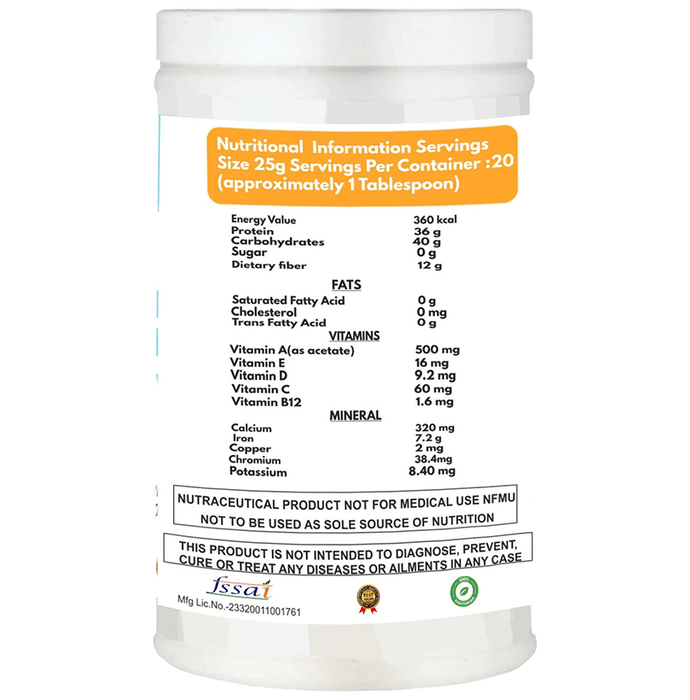 Nutritional Information Servings
Size 25g Servings Per Container :20
(approximately 1 Tablespoon)
Energy Value 360 kcal
Protein 36 g
Carbohydrates 40 g
Sugar 0 g
Dietary fiber 12 g
FATS
Saturated Fatty Acid 0 g
Cholesterol 0 mg
Trans Fatty Acid 0 g
VITAMINS
Vitamin A(as acetate) 500 mg
Vitamin E 16 mg
Vitamin D 9.2 mg
Vitamin C 60 mg
Vitamin B12 1.6 mg
MINERAL
Calcium 320 mg
Iron 7.2 g
Copper 2 mg
Chromium 38.4mg
Potassium 8.40 mg
NUTRACEUTICAL PRODUCT NOT FOR MEDICAL USE NFMU
NOT TO BE USED AS SOLE SOURCE OF NUTRITION
THIS PRODUCT IS NOT INTENDED TO DIAGNOSE, PREVENT,
CURE OR TREAT ANY DISEASES OR AILMENTS IN ANY CASE
fssai
Mfg Lic.No.-23320011001761
BEST